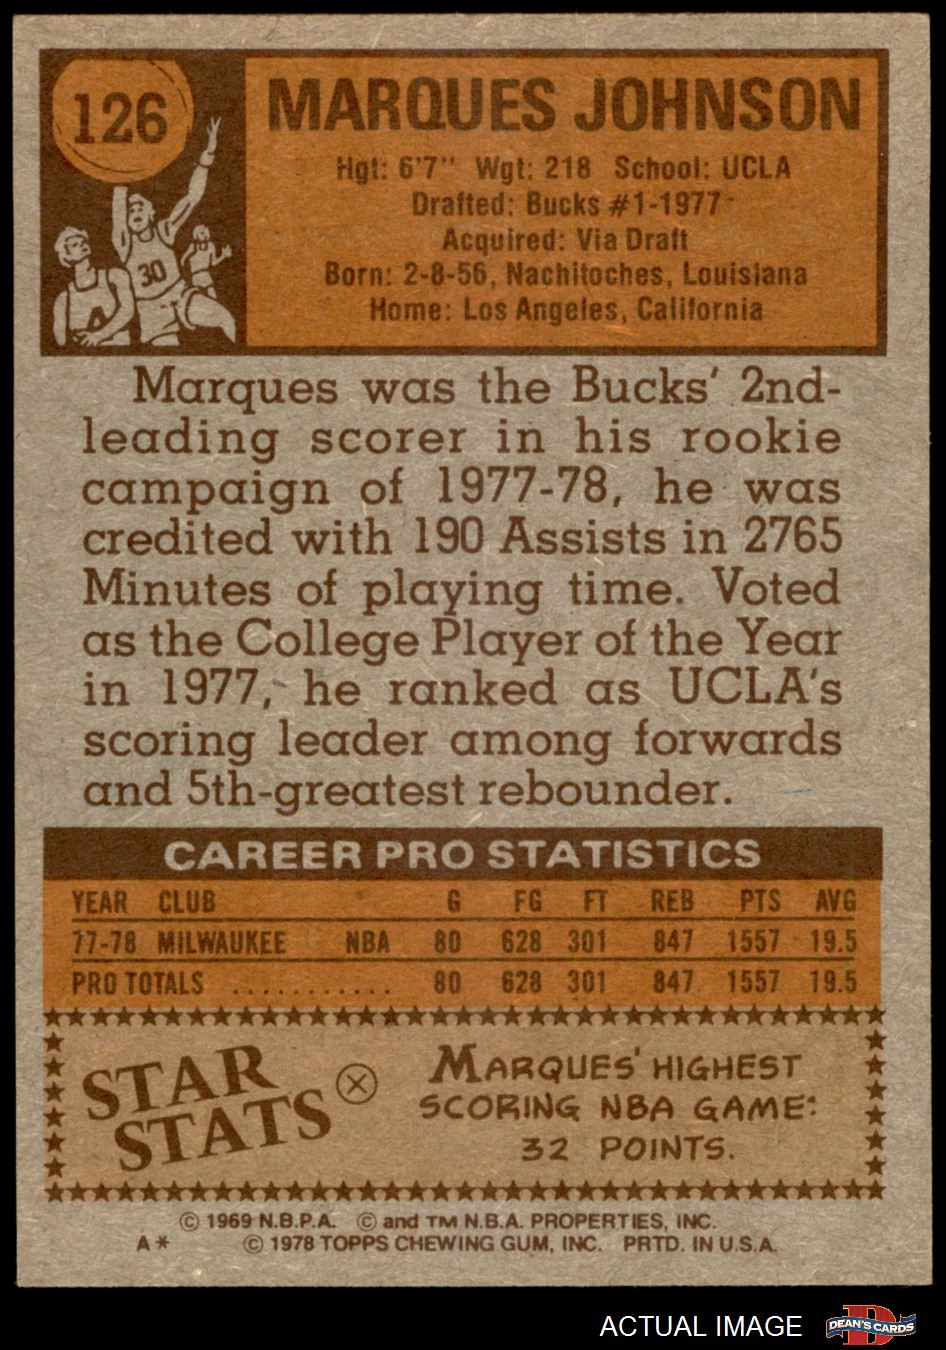 126
MARQUES JOHNSON
Hgt: 6'7" Wgt: 218 School: UCLA
Drafted: Bucks #1-1977
Acquired: Via Draft
Born: 2-8-56, Nachitoches, Louisiana
Home: Los Angeles, California
30
4
Marques was the Bucks' 2nd-
leading scorer in his rookie
campaign of 1977-78, he was
credited with 190 Assists in 2765
Minutes of playing time. Voted
as the College Player of the Year
in 1977, he ranked as UCLA's
scoring leader among forwards
and 5th-greatest rebounder.
CAREER PRO STATISTICS
YEAR CLUB G FG FT REB PTS AVG
77-78 MILWAUKEE NBA 80 628 301 847 1557 19.5
PRO TOTALS ........... 80 628 301 847 1557 19.5
STAR STATS
MARQUES' HIGHEST
SCORING NBA GAME:
32 POINTS.
© 1969 N.B.P.A. © and TM N.B.A. PROPERTIES, INC.
A* © 1978 TOPPS CHEWING GUM, INC. PRTD. IN U.S.A.
ACTUAL IMAGE
D
DEAN'S CARDS